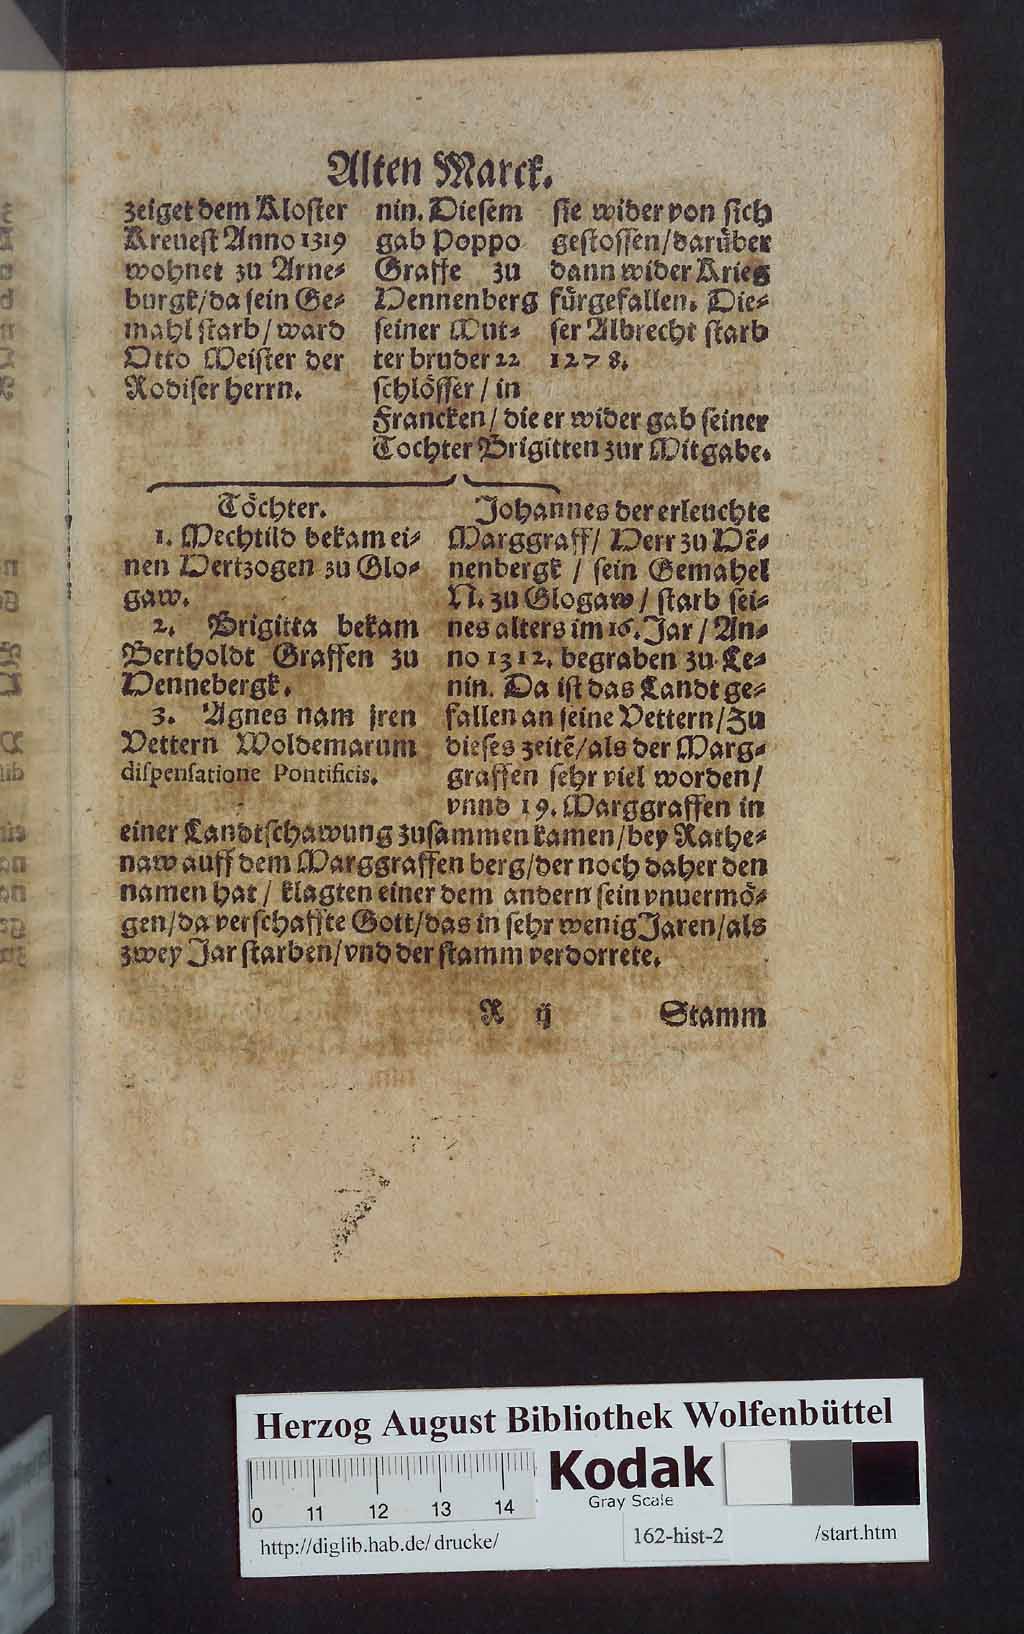 Alten Marck.
zeiget dem Kloster
Kreuest Anno 1319
wohnet zu Arne-
burgk/da sein Ge-
mahl starb/ward
Otto Meister der
Rodiser herrn.
nin. Diesem
gab Poppo
Graffe zu
Hennenberg
seiner Mut-
ter bruder 22
schlösser/in
Francken/die er wider gab seiner
Tochter Brigitten zur Mitgabe.
sie wider von sich
gestossen/darüber
dann wider Krieg
fürgefallen. Die-
ser Albrecht starb
1278.
Töchter.
1. Mechtild bekam ei-
nen Hertzogen zu Glo-
gaw.
2. Brigitta bekam
Bertholdt Graffen zu
Hennebergk.
3. Agnes nam jren
Vettern Woldemarum
dispensatione Pontificis.
Johannes der erleuchte
Marggraff/Herr zu Hẽ-
nenbergk/sein Gemahel
N. zu Glogaw/starb sei-
nes alters im 16. Jar/An-
no 1312. begraben zu Le-
nin. Da ist das Landt ge-
fallen an seine Vettern/Zu
dieses zeitẽ/als der Marg-
graffen sehr viel worden/
vnnd 19. Marggraffen in
einer Landtschawung zusammen kamen/bey Rathe-
naw auff dem Marggraffen berg/der noch daher den
namen hat/klagten einer dem andern sein vnuermö-
gen/da verschaffte Gott/das in sehr wenig Jaren/als
zwey Jar starben/vnd der stamm verdorrete.
R ij Stamm
Herzog August Bibliothek Wolfenbüttel
Kodak
Gray Scale
0 11 12 13 14
http://diglib.hab.de/drucke/ 162-hist-2 /start.htm